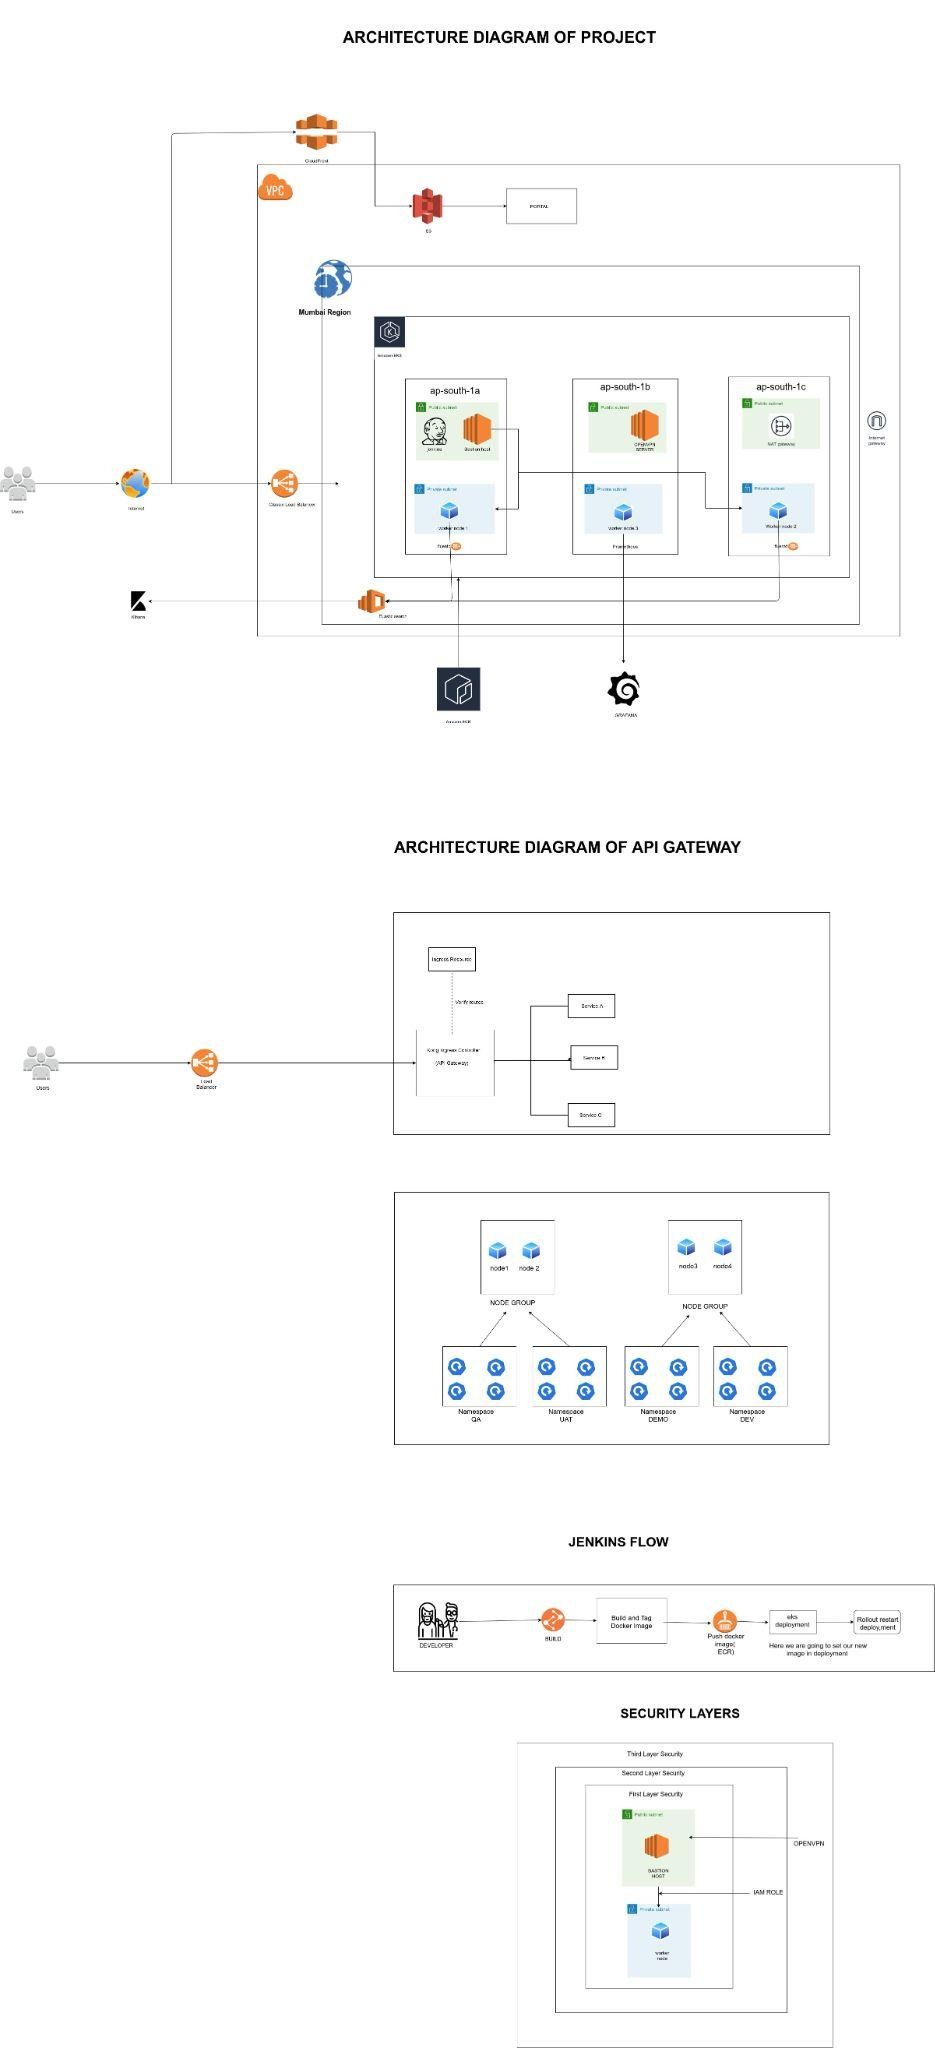 ARCHITECTURE DIAGRAM OF PROJECT
CloudFront
VPC
S3
PORTAL
Mumbai Region
Amazon EKS
ap-south-1a
ap-south-1b
ap-south-1c
Public subnet
Public subnet
Public subnet
Jenkins
Bastion host
OPENVPN
SERVER
NAT gateway
Internet
gateway
Users
Internet
Classic Load Balancer
Private subnet
Private subnet
Private subnet
Worker node 1
Worker node 3
Worker node 2
Prometheus
Kibana
Elastic search
Amazon ECR
GRAFANA
ARCHITECTURE DIAGRAM OF API GATEWAY
Ingress Resource
Verify routes
Service A
Kong Ingress Controller
(API Gateway)
Service B
Users
Load
Balancer
Service C
node1
node 2
node3
node4
NODE GROUP
NODE GROUP
Namespace
QA
Namespace
UAT
Namespace
DEMO
Namespace
DEV
JENKINS FLOW
DEVELOPER
BUILD
Build and Tag
Docker Image
Push docker
image(
ECR)
eks
deployment
Rollout restart
deploy,ment
Here we are going to set our new
image in deployment
SECURITY LAYERS
Third Layer Security
Second Layer Security
First Layer Security
Public subnet
OPENVPN
BASTION
HOST
IAM ROLE
Private subnet
worker
node